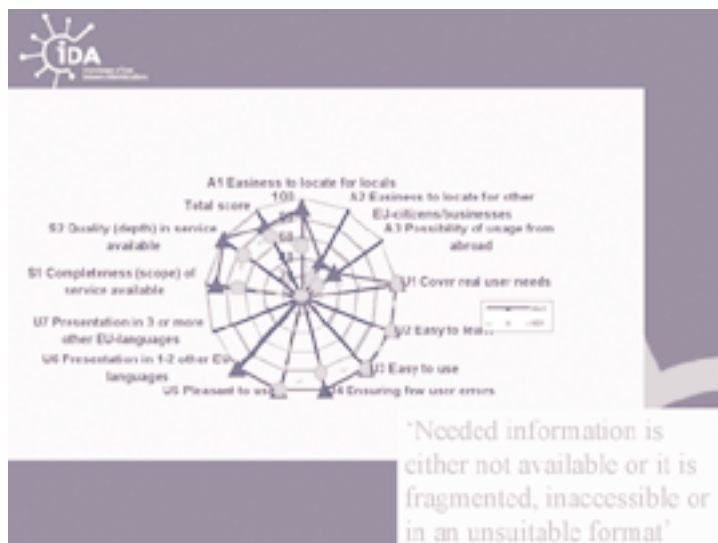 iDA
A1 Easiness to locate for locals
100
A2 Easiness to locate for other
EU-citizens/businesses
Total score
A3 Possibility of usage from
abroad
S2 Quality (depth) in service
available
S1 Completeness (scope) of
service available
U1 Cover real user needs
U7 Presentation in 3 or more
other EU-languages
U2 Easy to learn
U6 Presentation in 1-2 other EU-
languages
U3 Easy to use
U5 Pleasant to use
U4 Ensuring few user errors
‘Needed information is
either not available or it is
fragmented, inaccessible or
in an unsuitable format’